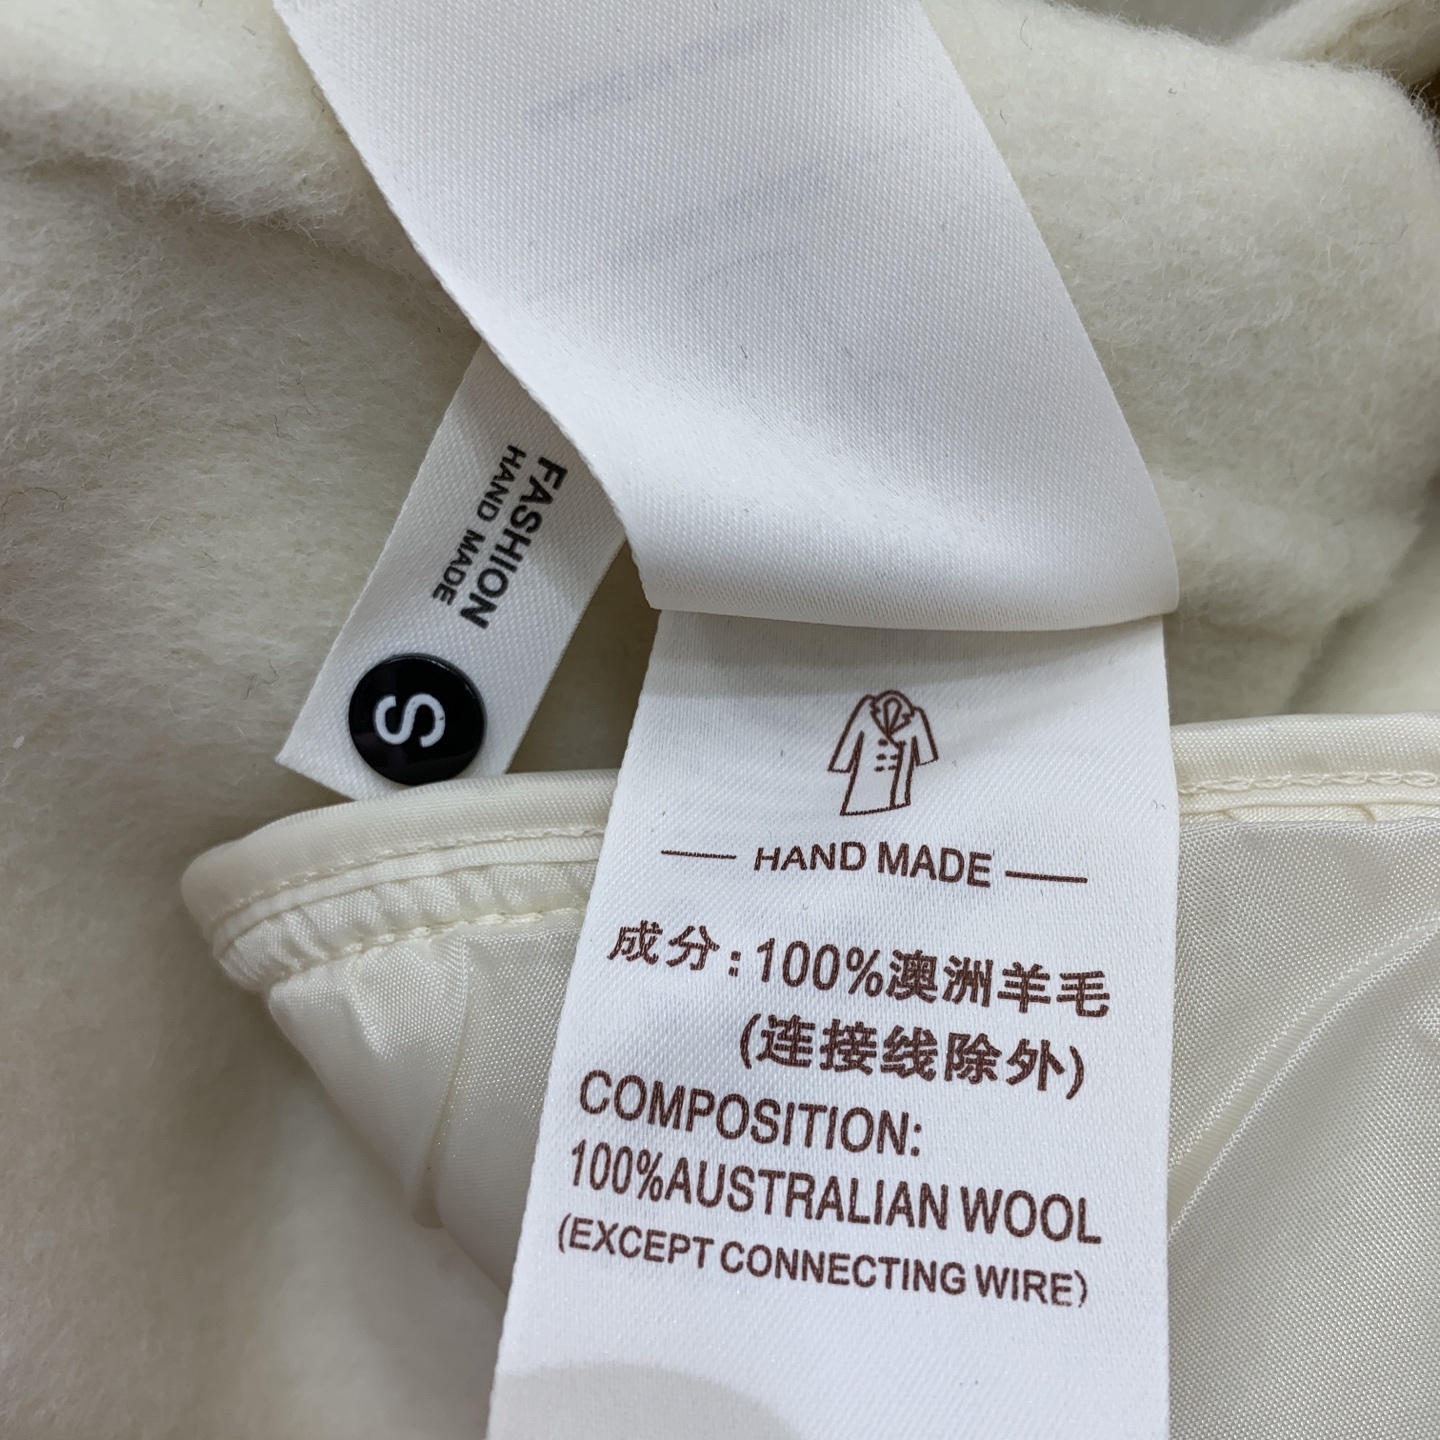 FASHION
HAND MADE
S
HAND MADE
成分:100%澳洲羊毛
(连接线除外)
COMPOSITION:
100%AUSTRALIAN WOOL
(EXCEPT CONNECTING WIRE)